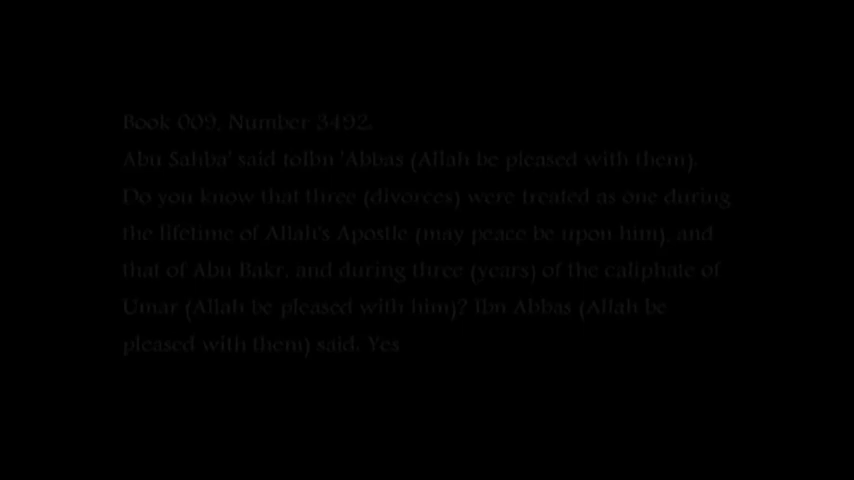 Book 009, Number 3492.
Abu Sahba' said toIbn 'Abbas (Allah be pleased with them).
Do you know that three (divorces) were treated as one during
the lifetime of Allah's Apostle (may peace be upon him), and
that of Abu Bakr, and during three (years) of the caliphate of
Umar (Allah be pleased with him)? Ibn Abbas (Allah be
pleased with them) said. Yes